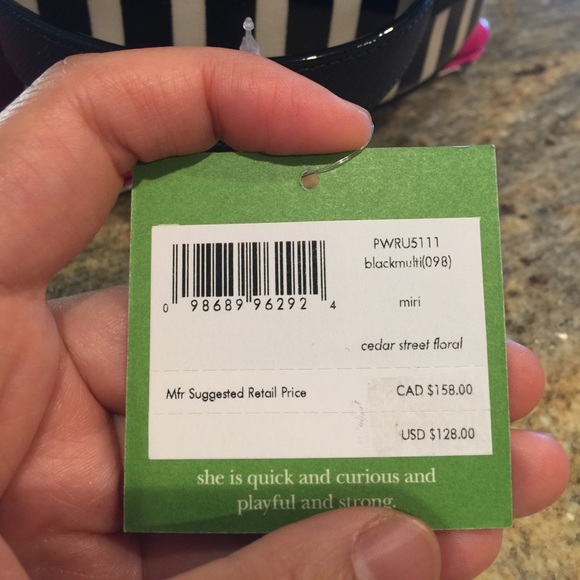 PWRU5111
blackmulti(098)
0 98689 96292 4
miri
cedar street floral
Mfr Suggested Retail Price CAD $158.00
USD $128.00
she is quick and curious and
playful and strong.